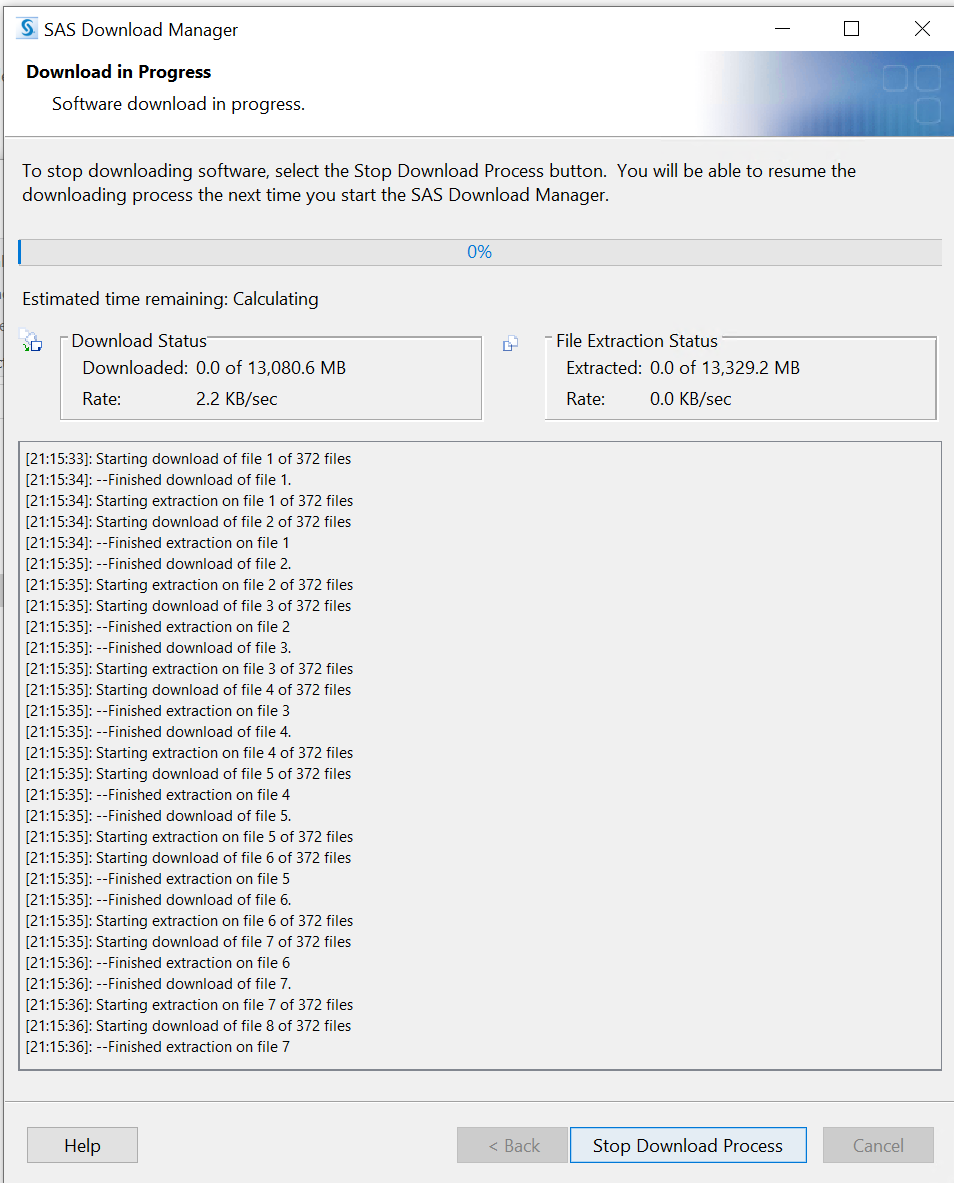 SAS Download Manager
Download in Progress
Software download in progress.
To stop downloading software, select the Stop Download Process button.  You will be able to resume the
downloading process the next time you start the SAS Download Manager.
0%
Estimated time remaining: Calculating
Download Status
Downloaded: 0.0 of 13,080.6 MB
Rate: 2.2 KB/sec
File Extraction Status
Extracted: 0.0 of 13,329.2 MB
Rate: 0.0 KB/sec
[21:15:33]: Starting download of file 1 of 372 files
[21:15:34]: --Finished download of file 1.
[21:15:34]: Starting extraction on file 1 of 372 files
[21:15:34]: Starting download of file 2 of 372 files
[21:15:34]: --Finished extraction on file 1
[21:15:35]: --Finished download of file 2.
[21:15:35]: Starting extraction on file 2 of 372 files
[21:15:35]: Starting download of file 3 of 372 files
[21:15:35]: --Finished extraction on file 2
[21:15:35]: --Finished download of file 3.
[21:15:35]: Starting extraction on file 3 of 372 files
[21:15:35]: Starting download of file 4 of 372 files
[21:15:35]: --Finished extraction on file 3
[21:15:35]: --Finished download of file 4.
[21:15:35]: Starting extraction on file 4 of 372 files
[21:15:35]: Starting download of file 5 of 372 files
[21:15:35]: --Finished extraction on file 4
[21:15:35]: --Finished download of file 5.
[21:15:35]: Starting extraction on file 5 of 372 files
[21:15:35]: Starting download of file 6 of 372 files
[21:15:35]: --Finished extraction on file 5
[21:15:35]: --Finished download of file 6.
[21:15:35]: Starting extraction on file 6 of 372 files
[21:15:35]: Starting download of file 7 of 372 files
[21:15:36]: --Finished extraction on file 6
[21:15:36]: --Finished download of file 7.
[21:15:36]: Starting extraction on file 7 of 372 files
[21:15:36]: Starting download of file 8 of 372 files
[21:15:36]: --Finished extraction on file 7
Help
< Back
Stop Download Process
Cancel